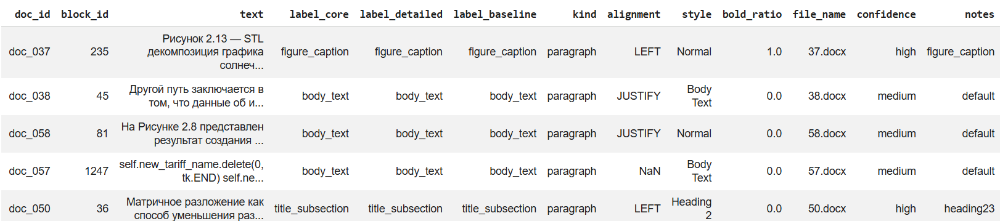 doc_id block_id text label_core label_detailed label_baseline kind alignment style bold_ratio file_name confidence notes
doc_037 235 Рисунок 2.13 — STL декомпозиция графика солнеч... figure_caption figure_caption figure_caption paragraph LEFT Normal 1.0 37.docx high figure_caption
doc_038 45 Другой путь заключается в том, что данные об и... body_text body_text body_text paragraph JUSTIFY Body Text 0.0 38.docx medium default
doc_058 81 На Рисунке 2.8 представлен результат создания ... body_text body_text body_text paragraph JUSTIFY Normal 0.0 58.docx medium default
doc_057 1247 self.new_tariff_name.delete(0, tk.END) self.ne... body_text body_text body_text paragraph NaN Body Text 0.0 57.docx medium default
doc_050 36 Матричное разложение как способ уменьшения раз... title_subsection title_subsection title_subsection paragraph LEFT Heading 2 0.0 50.docx high heading23